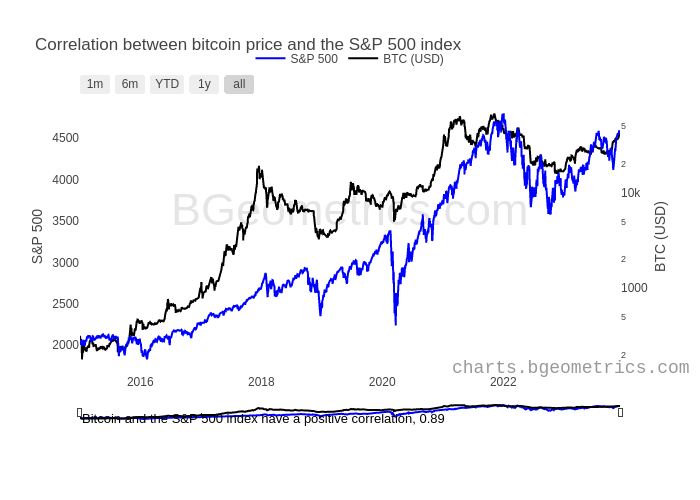 Correlation between bitcoin price and the S&P 500 index
S&P 500 BTC (USD)
1m 6m YTD 1y all
5
4500
2
4000
10k
BGeometrics.com
3500
5
S&P 500
BTC (USD)
3000
2
1000
2500
5
2000
2
charts.bgeometrics.com
2016 2018 2020 2022
Bitcoin and the S&P 500 index have a positive correlation, 0.89